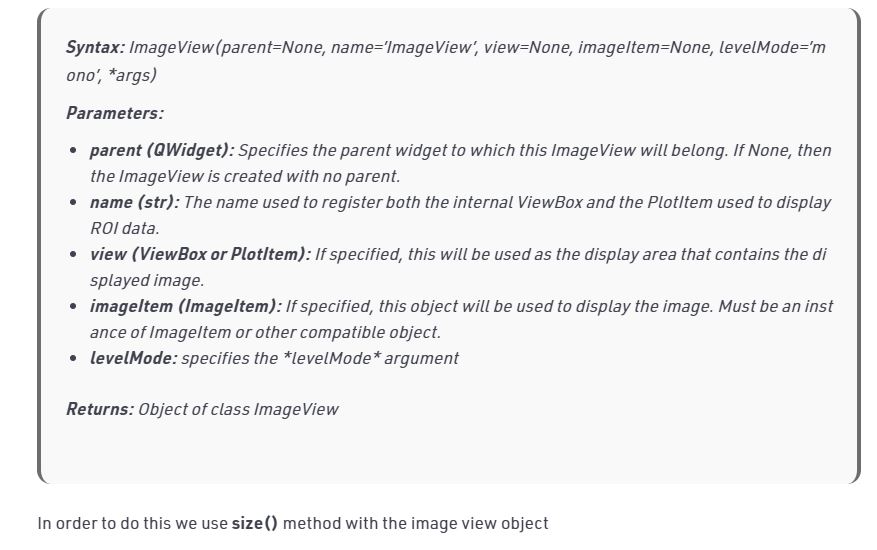 Syntax: ImageView(parent=None, name=’ImageView’, view=None, imageItem=None, levelMode=’m
ono’, *args)
Parameters:
• parent (QWidget): Specifies the parent widget to which this ImageView will belong. If None, then
the ImageView is created with no parent.
• name (str): The name used to register both the internal ViewBox and the PlotItem used to display
ROI data.
• view (ViewBox or PlotItem): If specified, this will be used as the display area that contains the di
splayed image.
• imageItem (ImageItem): If specified, this object will be used to display the image. Must be an inst
ance of ImageItem or other compatible object.
• levelMode: specifies the *levelMode* argument
Returns: Object of class ImageView
In order to do this we use size() method with the image view object